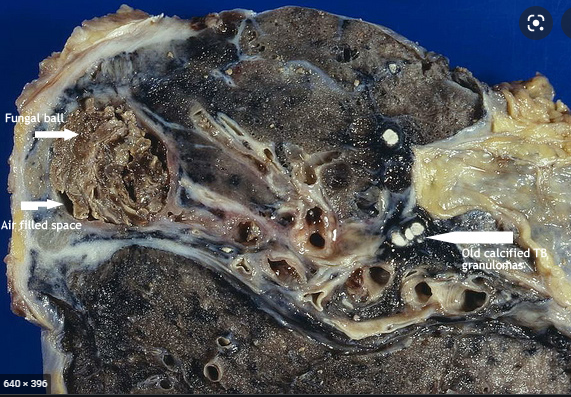 Fungal ball
Air filled space
Old calcified TB
granulomas
640 × 396